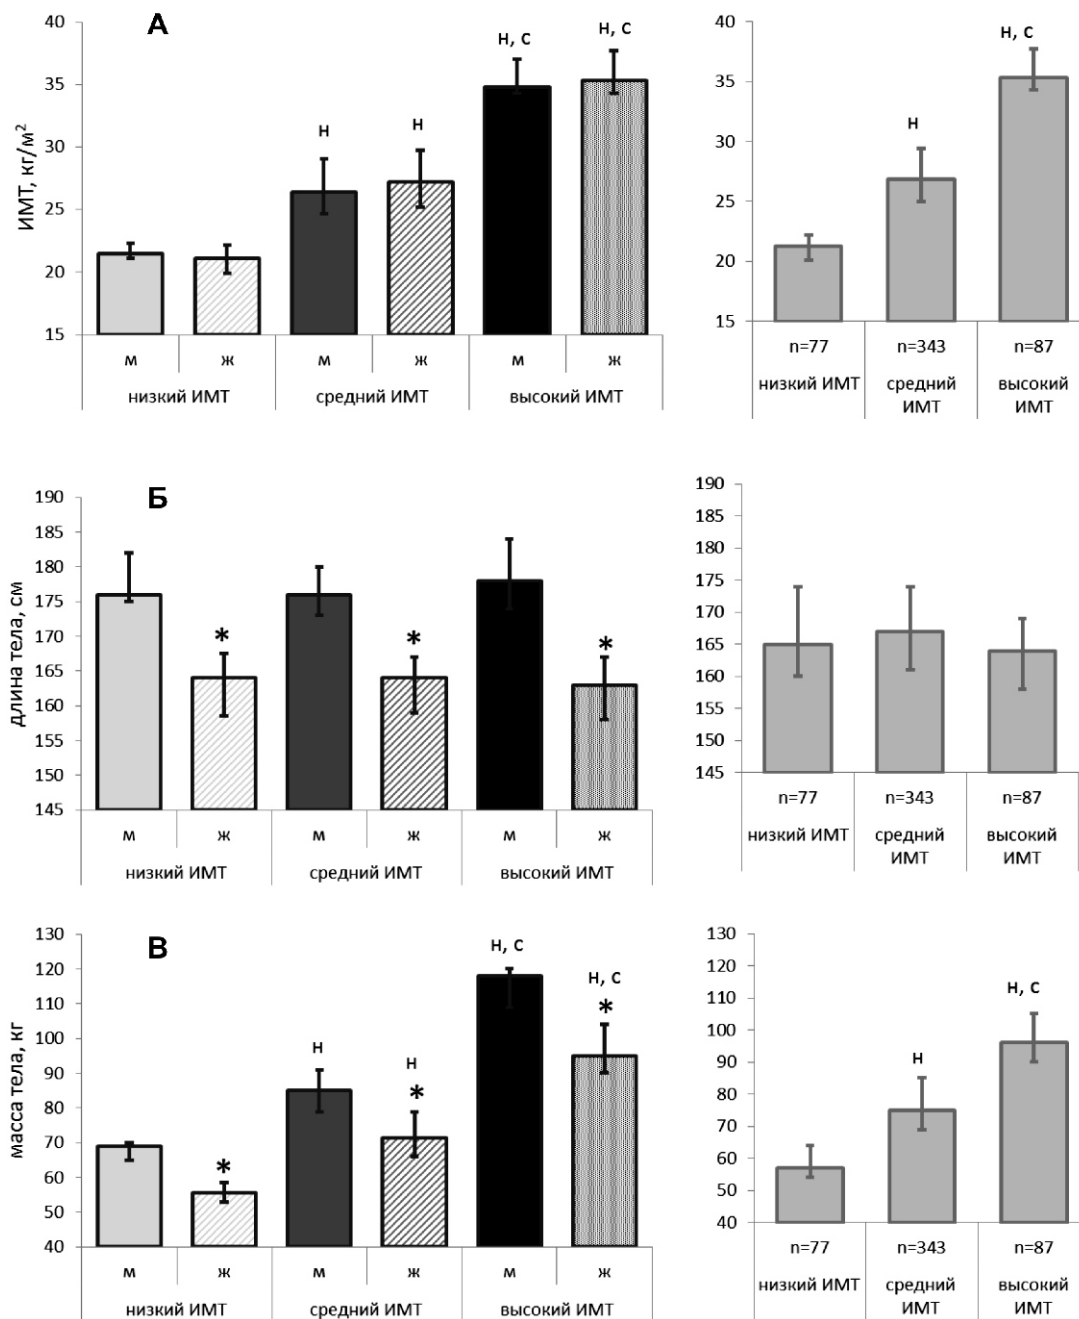 А
ИМТ, кг/м²
40
35
30
25
20
15
н
н
н, с
н, с
м
ж
м
ж
м
ж
низкий ИМТ
средний ИМТ
высокий ИМТ
40
35
30
25
20
15
н
н, с
n=77
n=343
n=87
низкий ИМТ
средний
ИМТ
высокий
ИМТ
Б
длина тела, см
190
185
180
175
170
165
160
155
150
145
*
*
*
м
ж
м
ж
м
ж
низкий ИМТ
средний ИМТ
высокий ИМТ
190
185
180
175
170
165
160
155
150
145
n=77
n=343
n=87
низкий ИМТ
средний
ИМТ
высокий
ИМТ
В
масса тела, кг
130
120
110
100
90
80
70
60
50
40
*
н
н
*
н, с
н, с
*
м
ж
м
ж
м
ж
низкий ИМТ
средний ИМТ
высокий ИМТ
130
120
110
100
90
80
70
60
50
40
н
н, с
n=77
n=343
n=87
низкий ИМТ
средний
ИМТ
высокий
ИМТ